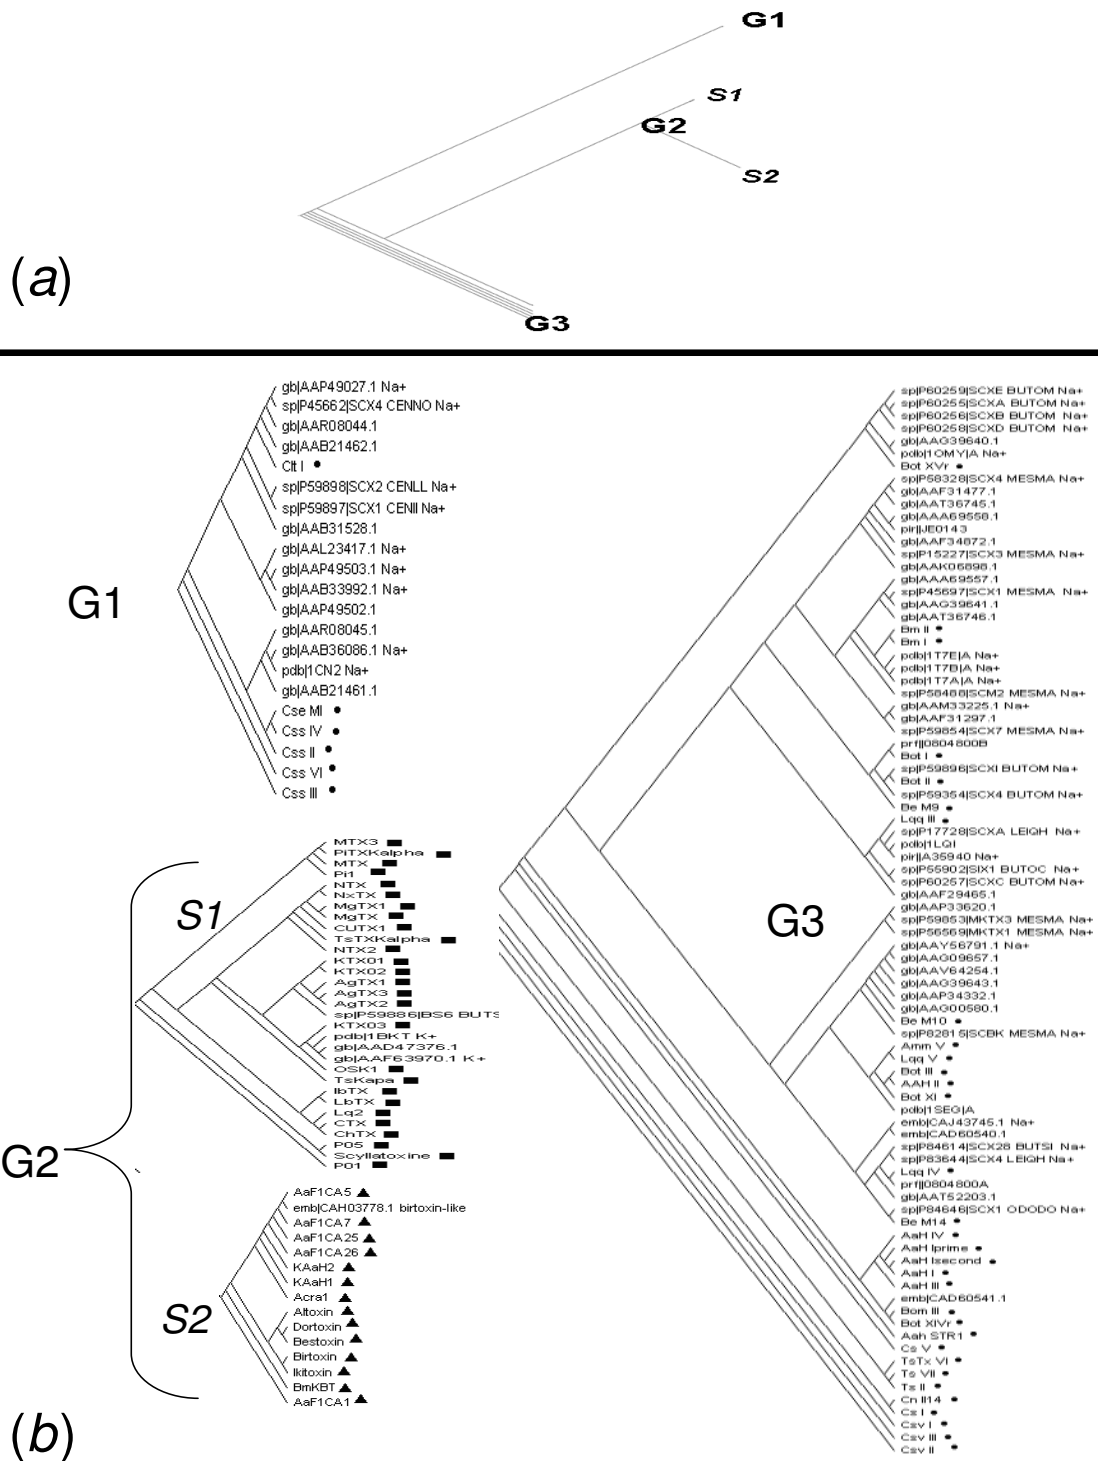 G1
S1
G2
S2
G3
(a)
gb|AAP49027.1 Na+
sp|P45662|SCX4 CENNO Na+
gb|AAR08044.1
gb|AAB21462.1
Clt I
sp|P59898|SCX2 CENLL Na+
sp|P59897|SCX1 CENII Na+
gb|AAB31528.1
gb|AAL23417.1 Na+
gb|AAP49503.1 Na+
gb|AAB33992.1 Na+
gb|AAP49502.1
gb|AAR08045.1
gb|AAB36086.1 Na+
pdb|1CN2 Na+
gb|AAB21461.1
Cse MI
Css IV
Css II
Css VI
Css III
G1
MTX3
PiTXKalpha
MTX
Pi1
NTX
NxTX
MgTX1
MgTX
CUTX1
TsTXKalpha
NTX2
KTX01
KTX02
AgTX1
AgTX3
AgTX2
sp|P59886|BS6 BUTS
KTX03
pdb|1BKT K+
gb|AAD47376.1
gb|AAF63970.1 K+
OSK1
TsKapa
IbTX
LbTX
Lq2
CTX
ChTX
P05
Scyllatoxine
P01
S1
G2
AaF1CA5
emb|CAH03778.1 birtoxin-like
AaF1CA7
AaF1CA25
AaF1CA26
KAaH2
KAaH1
Acra1
Altoxin
Dortoxin
Bestoxin
Birtoxin
Ikitoxin
BmKBT
AaF1CA1
S2
(b)
sp|P60259|SCXE BUTOM Na+
sp|P60255|SCXA BUTOM Na+
sp|P60256|SCXB BUTOM Na+
sp|P60258|SCXD BUTOM Na+
gb|AAG39640.1
pdb|1OMY|A Na+
Bot XVr
sp|P58328|SCX4 MESMA Na+
gb|AAF31477.1
gb|AAT36745.1
gb|AAA69558.1
pir||JE0143
gb|AAF34872.1
sp|P15227|SCX3 MESMA Na+
gb|AAK06898.1
gb|AAA69557.1
sp|P45697|SCX1 MESMA Na+
gb|AAG39641.1
gb|AAT36746.1
Bm II
Bm I
pdb|1T7E|A Na+
pdb|1T7B|A Na+
pdb|1T7A|A Na+
sp|P58488|SCM2 MESMA Na+
gb|AAM33225.1 Na+
gb|AAF31297.1
sp|P59854|SCX7 MESMA Na+
prf||0804800B
Bot I
sp|P59896|SCXI BUTOM Na+
Bot II
sp|P59354|SCX4 BUTOM Na+
Be M9
Lqq III
sp|P17728|SCXA LEIQH Na+
pdb|1LQI
pir||A35940 Na+
sp|P55902|SIX1 BUTOC Na+
sp|P60257|SCXC BUTOM Na+
gb|AAF29465.1
gb|AAP33620.1
sp|P59853|MKTX3 MESMA Na+
sp|P56569|MKTX1 MESMA Na+
gb|AAY56791.1 Na+
gb|AAG09657.1
gb|AAV64254.1
gb|AAG39643.1
gb|AAP34332.1
gb|AAG00580.1
Be M10
sp|P82815|SCBK MESMA Na+
Amm V
Lqq V
Bot III
AAH II
Bot XI
pdb|1SEG|A
emb|CAJ43745.1 Na+
emb|CAD60540.1
sp|P84614|SCX28 BUTSI Na+
sp|P83644|SCX4 LEIQH Na+
Lqq IV
prf||0804800A
gb|AAT52203.1
sp|P84646|SCX1 ODODO Na+
Be M14
AaH IV
AaH Iprime
AaH Isecond
AaH I
AaH III
emb|CAD60541.1
Bom III
Bot XIVr
Aah STR1
Cs V
TsTx VI
Ts VII
Ts II
Cn II14
Cs I
Csv I
Csv III
Csv II
G3